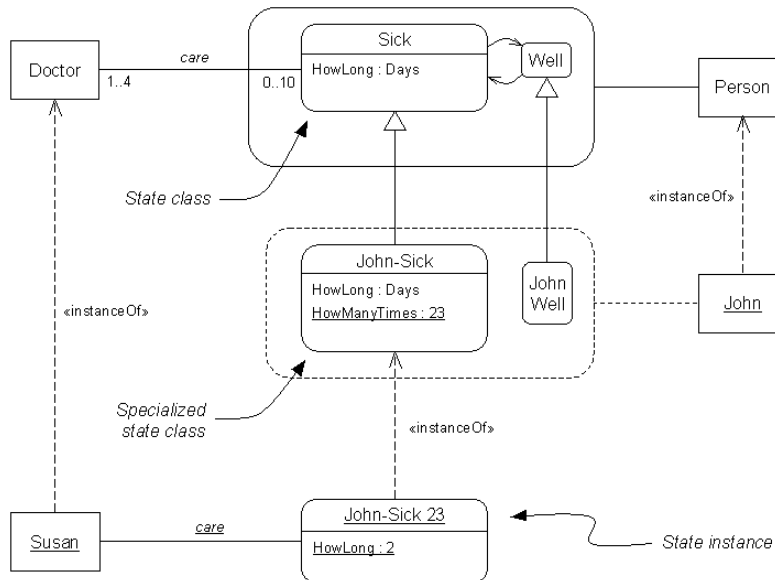 Sick
care
Doctor
HowLong : Days
Well
Person
1..4
0..10
State class
«instanceOf»
John-Sick
HowLong : Days
HowManyTimes : 23
John
Well
John
«instanceOf»
Specialized
state class
«instanceOf»
John-Sick 23
care
Susan
HowLong : 2
State instance